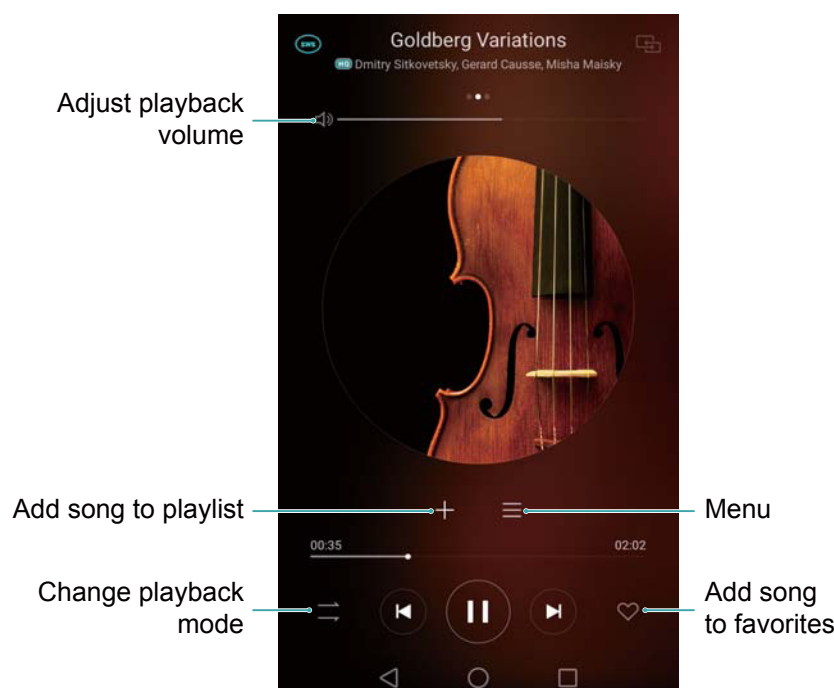 SWS
Goldberg Variations
HQ Dmitry Sitkovetsky, Gerard Causse, Misha Maisky
Adjust playback
volume
Add song to playlist
Menu
00:35
02:02
Change playback
mode
Add song
to favorites